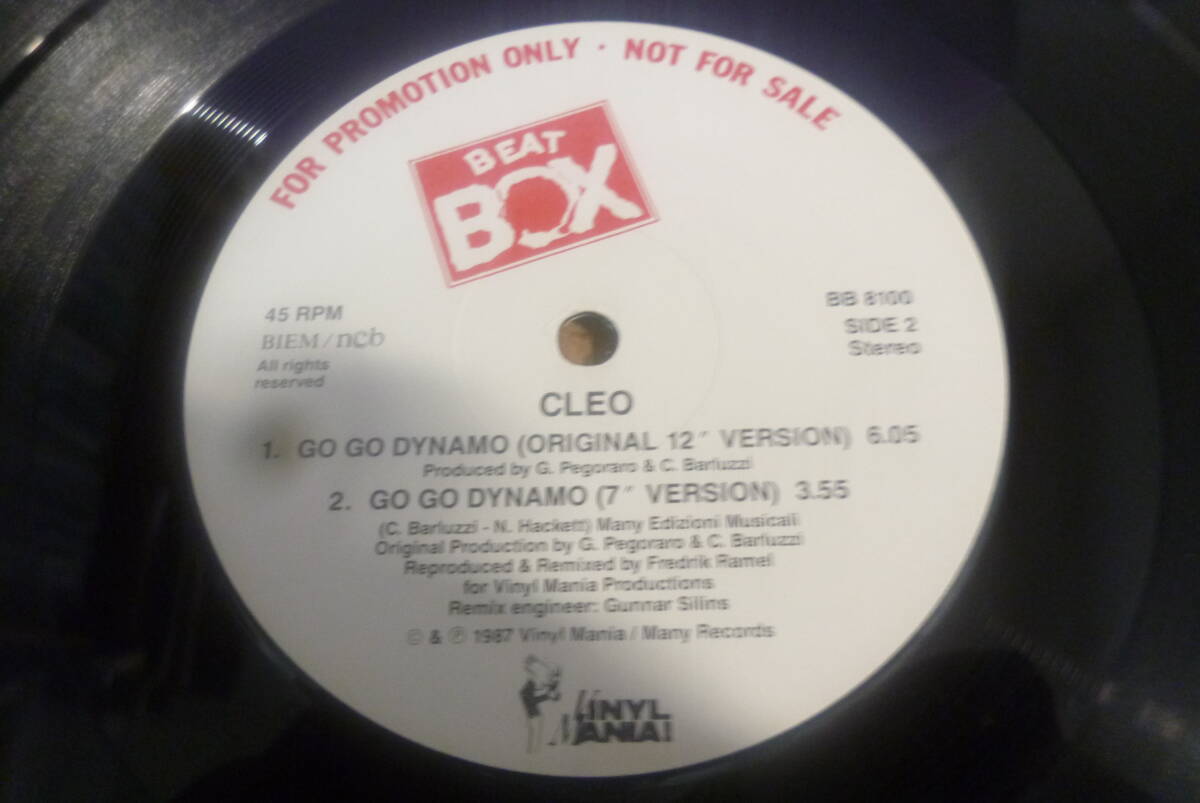 FOR PROMOTION ONLY · NOT FOR SALE
BEAT
BOX
45 RPM
BIEM/ncb
All rights
reserved
BB 8100
SIDE 2
Stereo
CLEO
1. GO GO DYNAMO (ORIGINAL 12" VERSION) 6.05
Produced by G. Pegoraro & C. Barluzzi
2. GO GO DYNAMO (7" VERSION) 3.55
(C. Barluzzi - N. Hackett) Many Edizioni Musicali
Original Production by G. Pegoraro & C. Barluzzi
Reproduced & Remixed by Fredrik Ramel
for Vinyl Mania Productions
Remix engineer: Gunnar Silins
© & ℗ 1987 Vinyl Mania / Many Records
VINYL
MANIA!